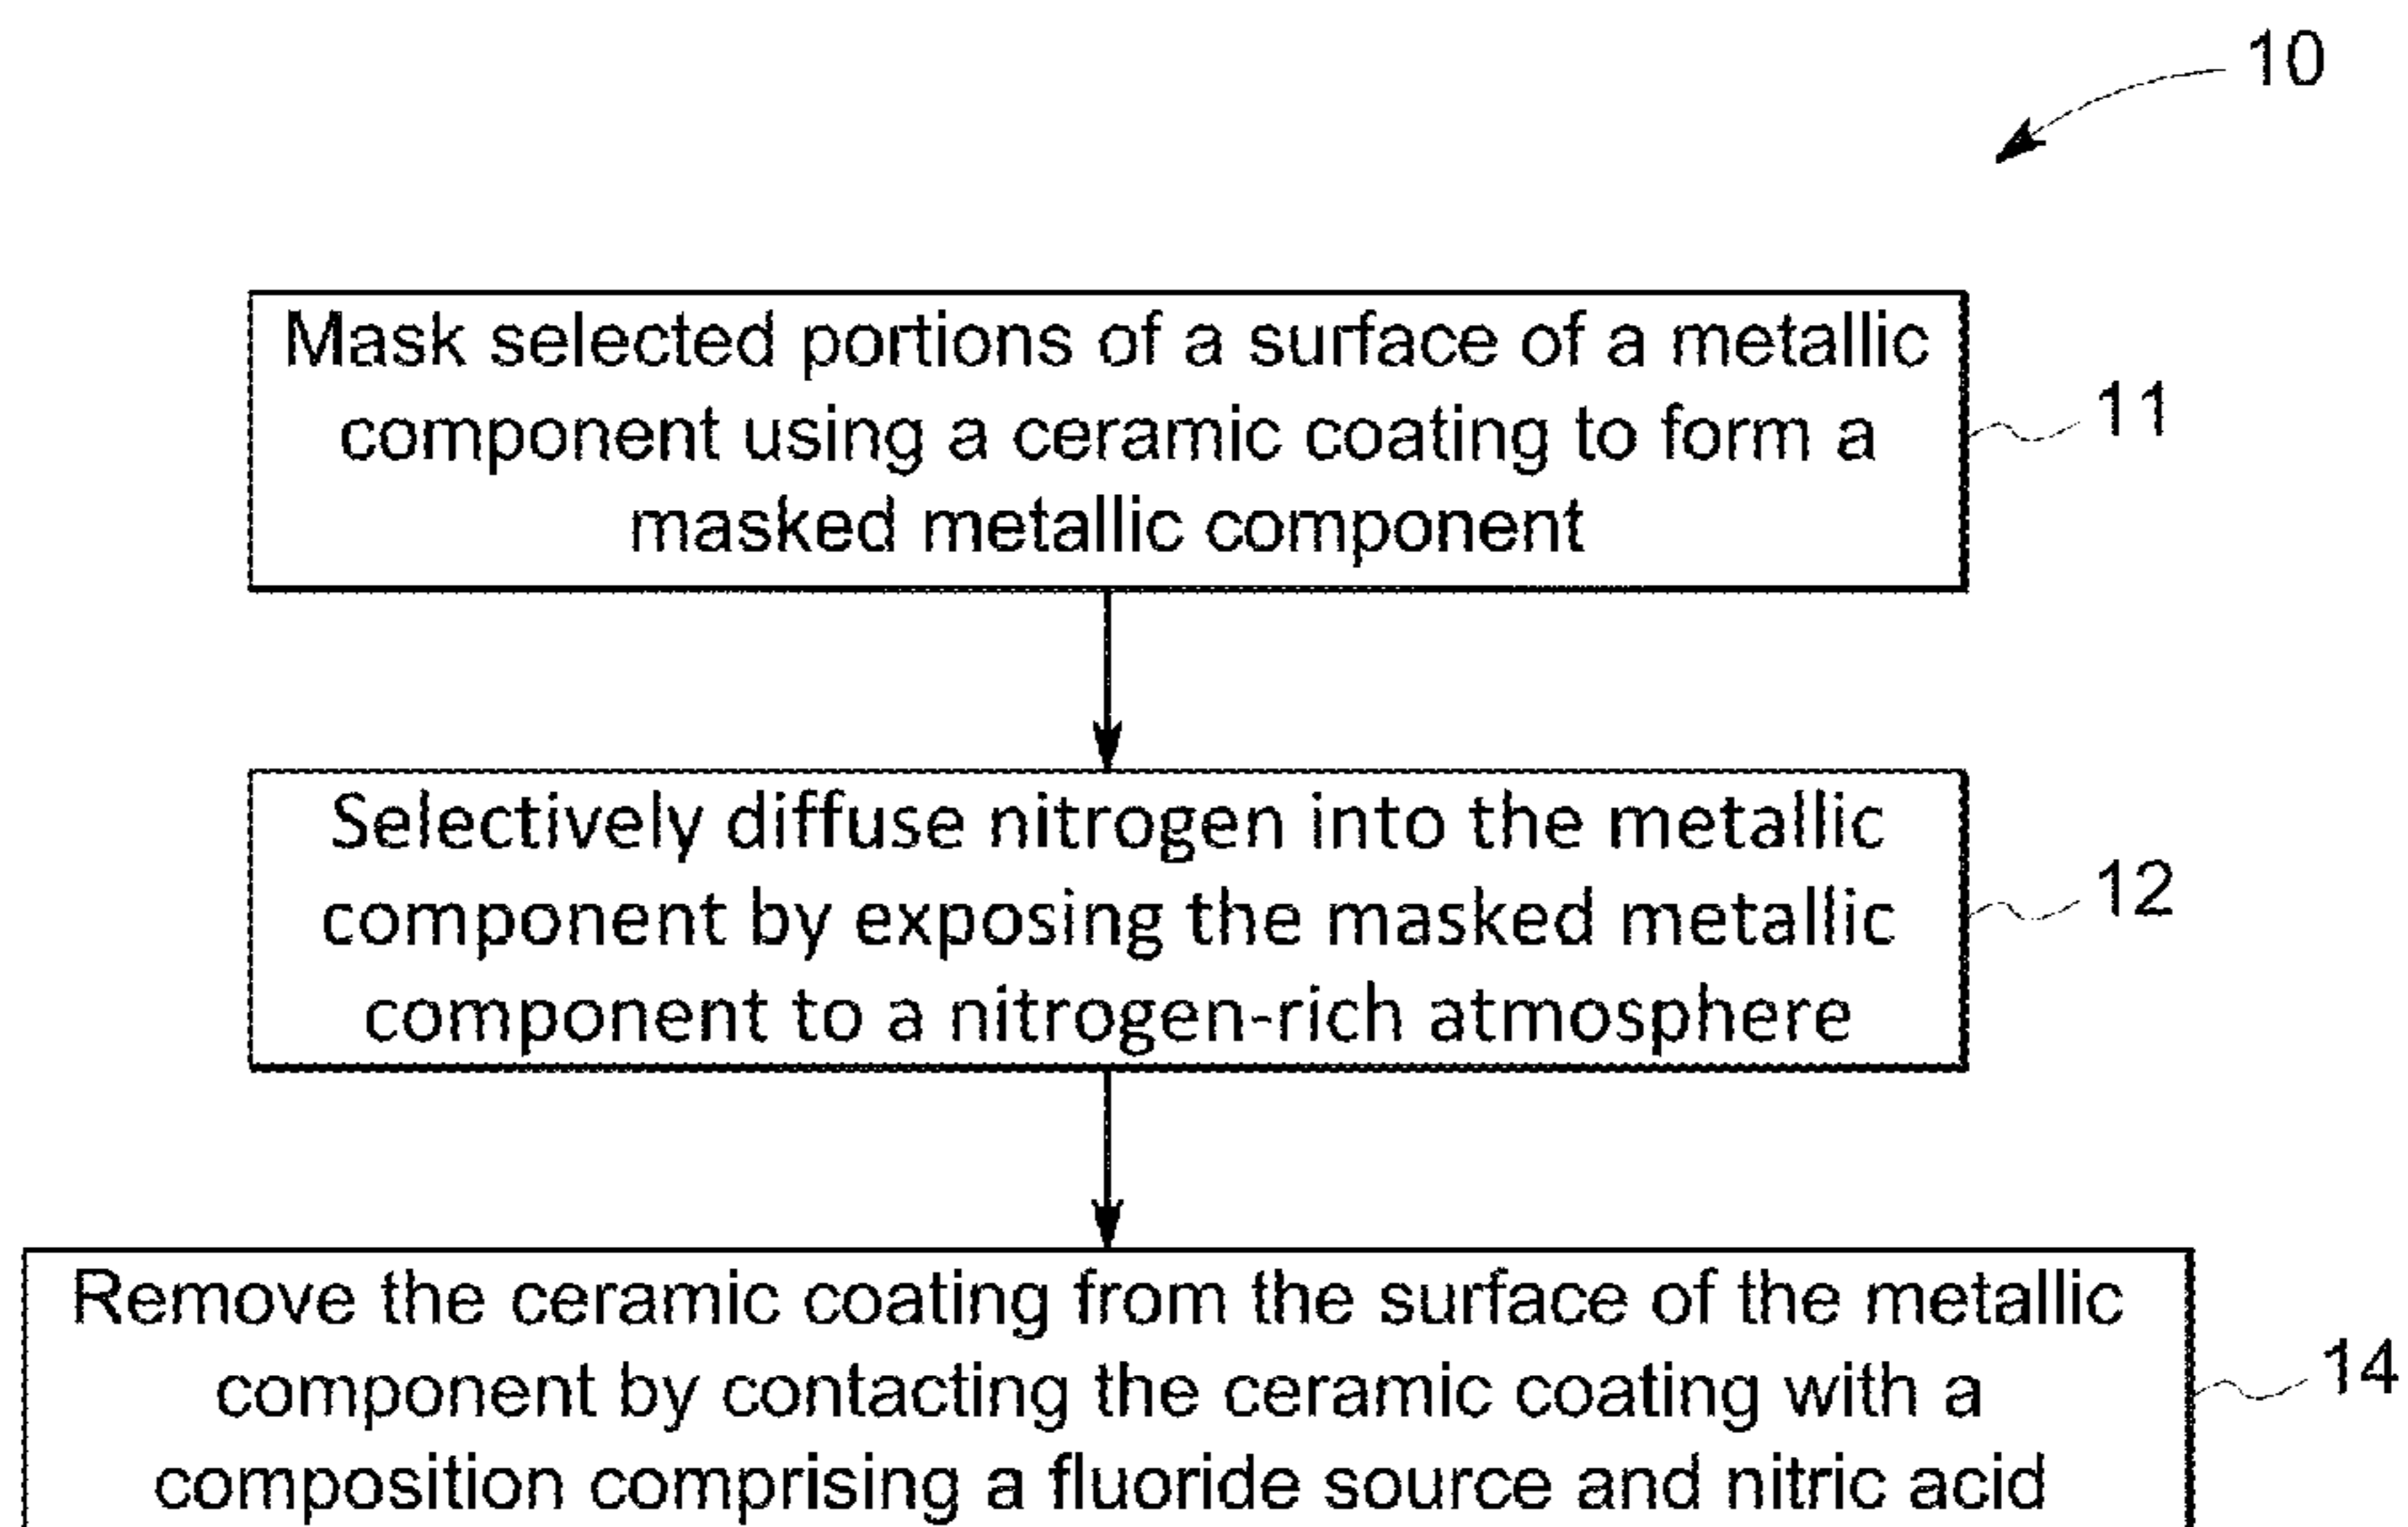 10
Mask selected portions of a surface of a metallic
component using a ceramic coating to form a
masked metallic component
11
Selectively diffuse nitrogen into the metallic
component by exposing the masked metallic
component to a nitrogen-rich atmosphere
12
Remove the ceramic coating from the surface of the metallic
component by contacting the ceramic coating with a
composition comprising a fluoride source and nitric acid
14